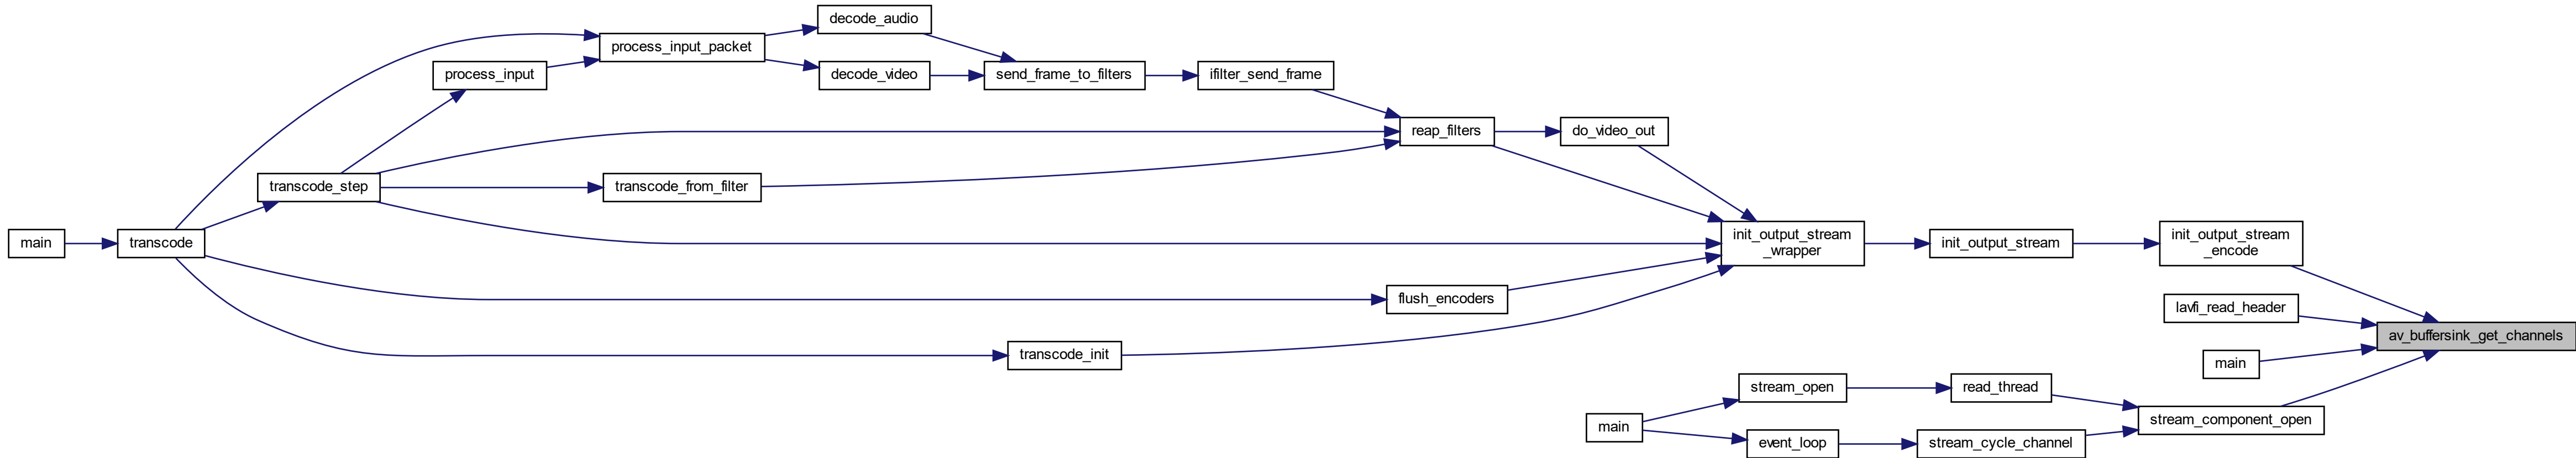 decode_audio
process_input_packet
process_input
decode_video
send_frame_to_filters
ifilter_send_frame
reap_filters
do_video_out
transcode_step
transcode_from_filter
main
transcode
init_output_stream
_wrapper
init_output_stream
init_output_stream
_encode
flush_encoders
lavfi_read_header
av_buffersink_get_channels
transcode_init
main
stream_open
read_thread
main
stream_component_open
event_loop
stream_cycle_channel